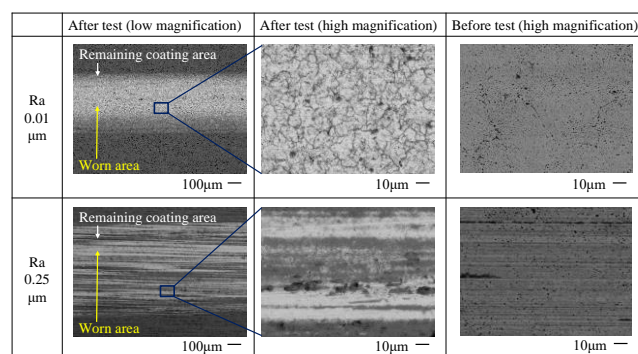 After test (low magnification) After test (high magnification) Before test (high magnification)
Ra
0.01
μm
Remaining coating area
Worn area
100μm
10μm
10μm
Ra
0.25
μm
Remaining coating area
Worn area
100μm
10μm
10μm